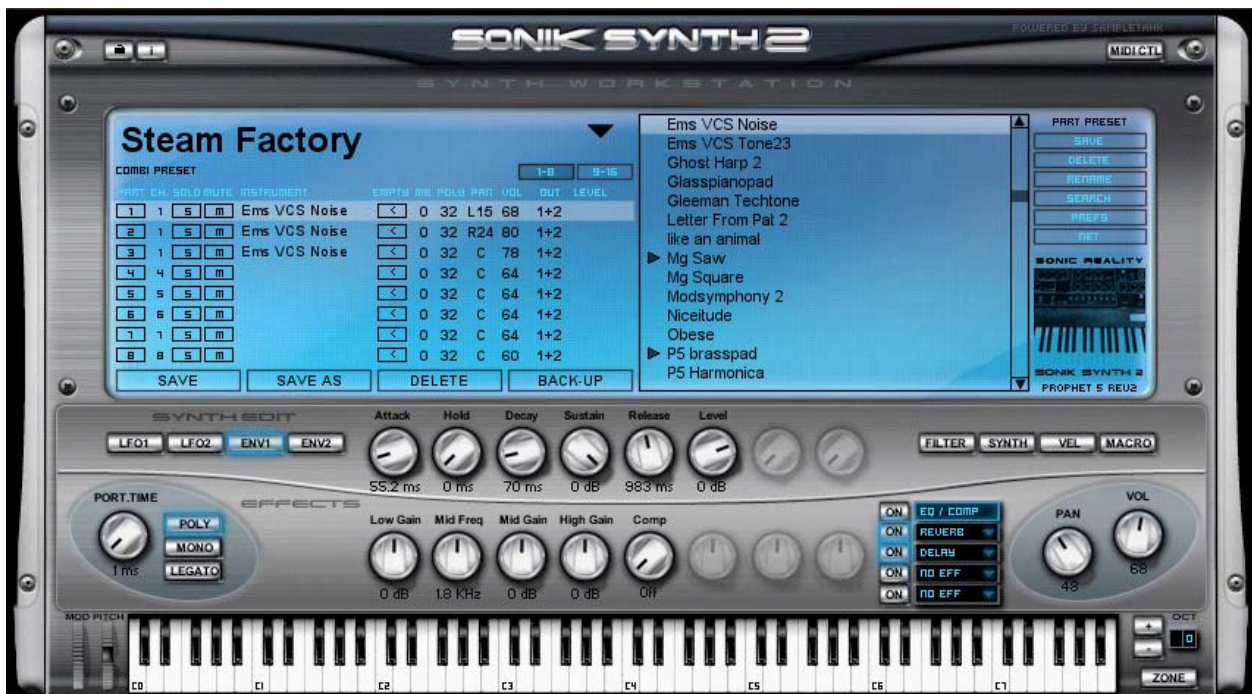 SONIK SYNTH 2
POWERED BY SAMPLETANK
i
MIDI CTL
SYNTH WORKSTATION
Steam Factory
COMBI PRESET
1-8 9-16
PART CH. SOLO MUTE INSTRUMENT EMPTY MB POLY PAN VOL OUT LEVEL
1 1 S m Ems VCS Noise < 0 32 L15 68 1+2
2 1 S m Ems VCS Noise < 0 32 R24 80 1+2
3 1 S m Ems VCS Noise < 0 32 C 78 1+2
4 4 S m < 0 32 C 64 1+2
5 5 S m < 0 32 C 64 1+2
6 6 S m < 0 32 C 64 1+2
7 7 S m < 0 32 C 64 1+2
8 8 S m < 0 32 C 60 1+2
SAVE SAVE AS DELETE BACK-UP
Ems VCS Noise
Ems VCS Tone23
Ghost Harp 2
Glasspianopad
Gleeman Techtone
Letter From Pat 2
like an animal
Mg Saw
Mg Square
Modsymphony 2
Niceitude
Obese
P5 brasspad
P5 Harmonica
PART PRESET
SAVE
DELETE
RENAME
SEARCH
PREFS
NET
SONIC REALITY
SONIK SYNTH 2
PROPHET 5 REV2
SYNTH EDIT
LFO1 LFO2 ENV1 ENV2
Attack Hold Decay Sustain Release Level
55.2 ms 0 ms 70 ms 0 dB 983 ms 0 dB
FILTER SYNTH VEL MACRO
PORT.TIME
1 ms
POLY
MONO
LEGATO
EFFECTS
Low Gain Mid Freq Mid Gain High Gain Comp
0 dB 1.8 KHz 0 dB 0 dB Off
ON EQ / COMP
ON REVERB
ON DELAY
ON NO EFF
ON NO EFF
PAN
48
VOL
68
MOD PITCH
C0 C1 C2 C3 C4 C5 C6 C7
OCT
+
-
0
ZONE